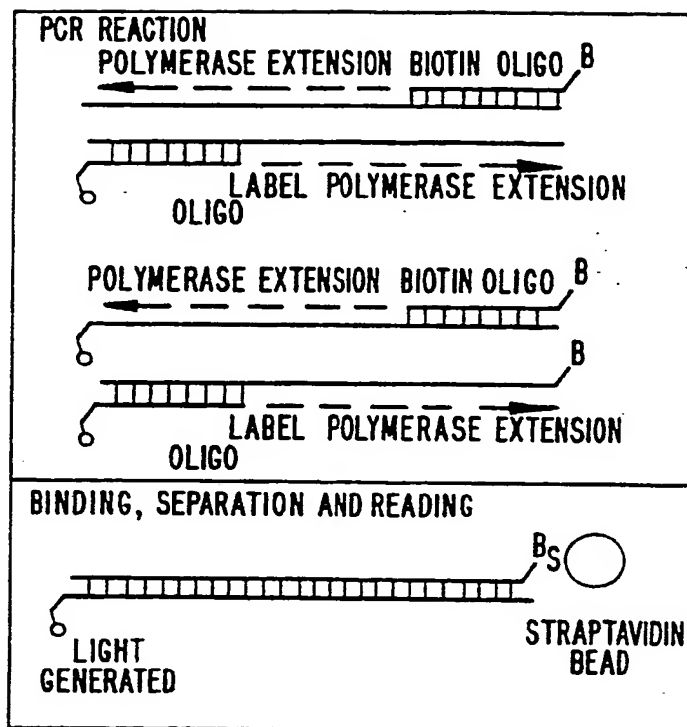 PCR REACTION
POLYMERASE EXTENSION BIOTIN OLIGO B
LABEL POLYMERASE EXTENSION
OLIGO
POLYMERASE EXTENSION BIOTIN OLIGO B
B
LABEL POLYMERASE EXTENSION
OLIGO
BINDING, SEPARATION AND READING
B S
LIGHT
GENERATED
STRAPTAVIDIN
BEAD